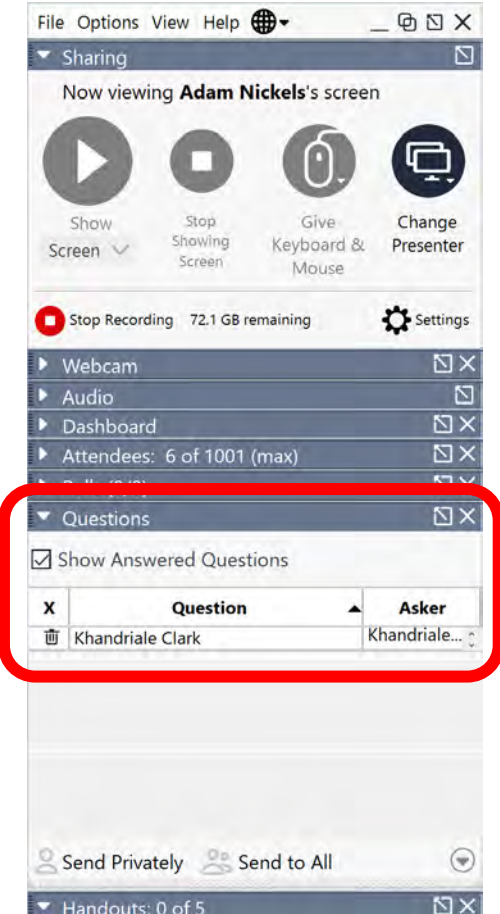 File Options View Help
Sharing
Now viewing Adam Nickels's screen
Show
Screen
Stop
Showing
Screen
Give
Keyboard &
Mouse
Change
Presenter
Stop Recording 72.1 GB remaining Settings
Webcam
Audio
Dashboard
Attendees: 6 of 1001 (max)
Questions
Show Answered Questions
X Question Asker
Khandriale Clark Khandriale...
Send Privately Send to All
Handouts: 0 of 5